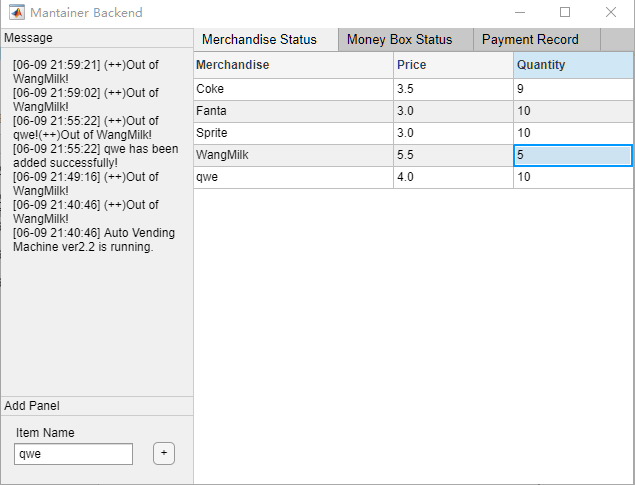 Mantainer Backend
Message
[06-09 21:59:21] (++)Out of
WangMilk!
[06-09 21:59:02] (++)Out of
WangMilk!
[06-09 21:55:22] (++)Out of
qwe!(++)Out of WangMilk!
[06-09 21:55:22] qwe has been
added successfully!
[06-09 21:49:16] (++)Out of
WangMilk!
[06-09 21:40:46] (++)Out of
WangMilk!
[06-09 21:40:46] Auto Vending
Machine ver2.2 is running.
Add Panel
Item Name
qwe +
Merchandise Status Money Box Status Payment Record
Merchandise Price Quantity
Coke 3.5 9
Fanta 3.0 10
Sprite 3.0 10
WangMilk 5.5 5
qwe 4.0 10